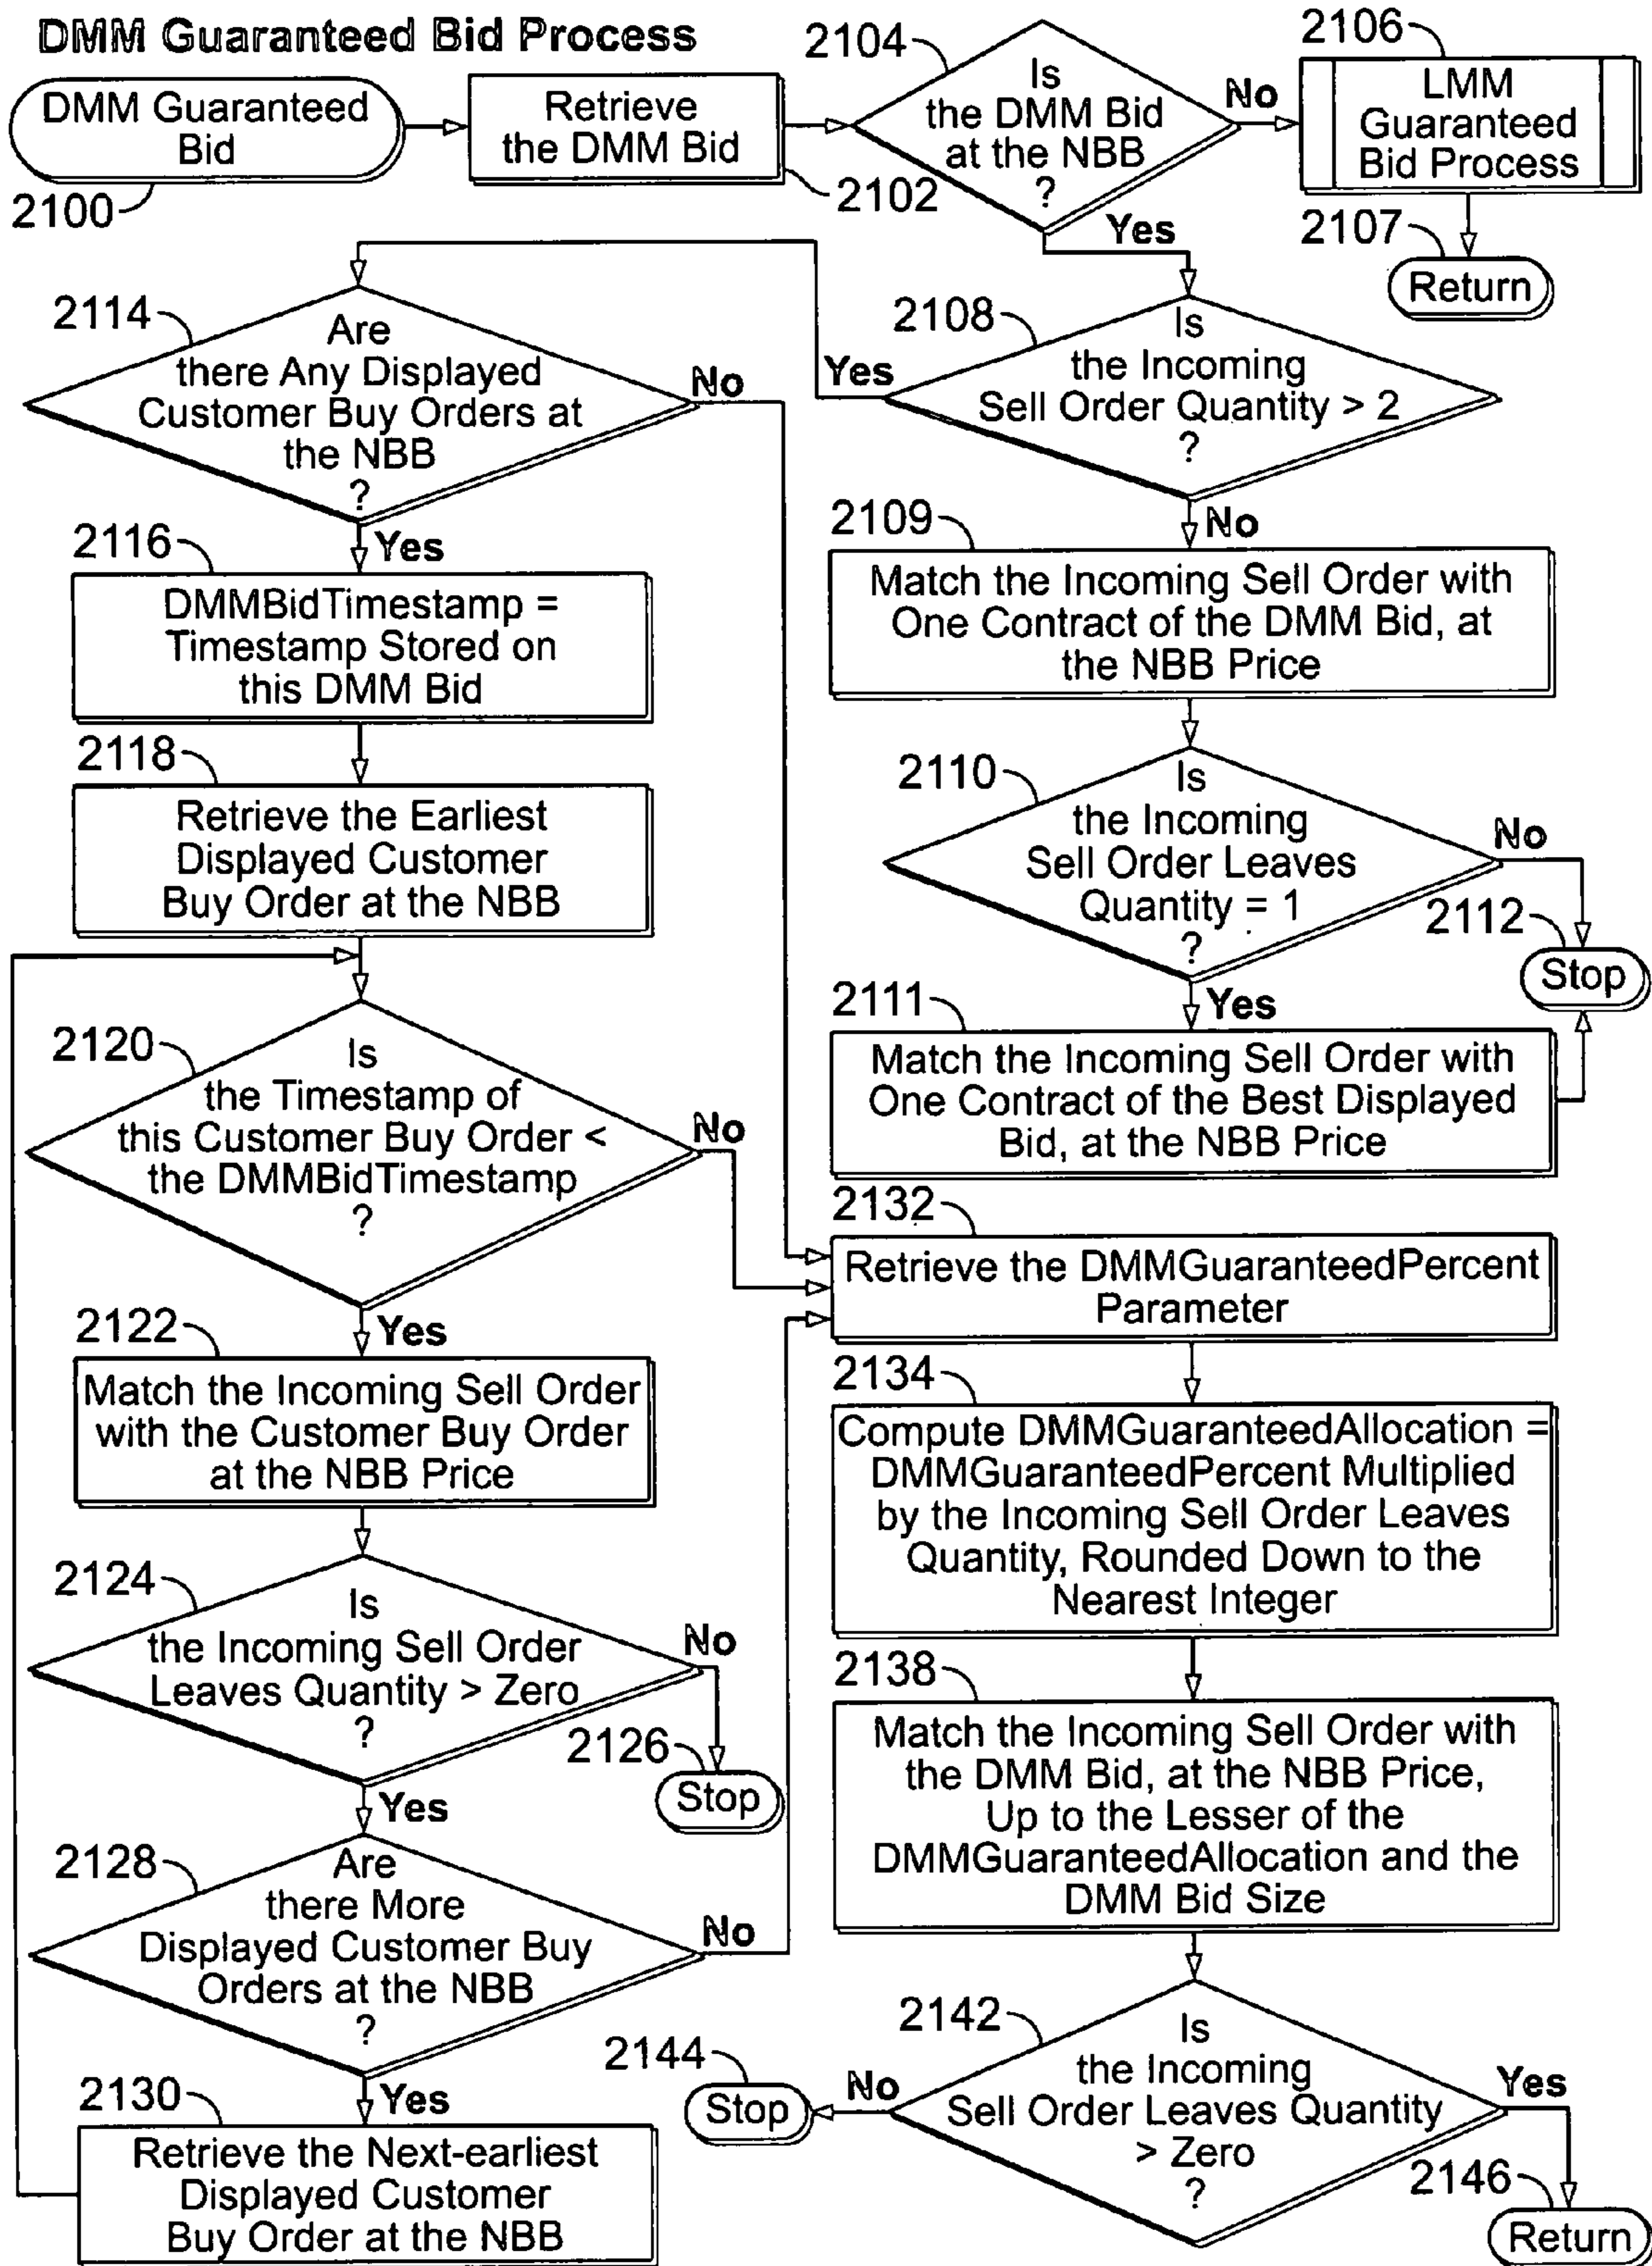 DMM Guaranteed Bid Process
DMM Guaranteed
Bid
2100
Retrieve
the DMM Bid
2102
2104
Is
the DMM Bid
at the NBB
?
No
Yes
2106
LMM
Guaranteed
Bid Process
2107
Return
2108
Is
the Incoming
Sell Order Quantity > 2
?
Yes
No
2109
Match the Incoming Sell Order with
One Contract of the DMM Bid, at
the NBB Price
2110
Is
the Incoming
Sell Order Leaves
Quantity = 1
?
No
Yes
2112
Stop
2111
Match the Incoming Sell Order with
One Contract of the Best Displayed
Bid, at the NBB Price
2114
Are
there Any Displayed
Customer Buy Orders at
the NBB
?
No
Yes
2116
DMMBidTimestamp =
Timestamp Stored on
this DMM Bid
2118
Retrieve the Earliest
Displayed Customer
Buy Order at the NBB
2120
Is
the Timestamp of
this Customer Buy Order <
the DMMBidTimestamp
?
No
Yes
2122
Match the Incoming Sell Order
with the Customer Buy Order
at the NBB Price
2124
Is
the Incoming Sell Order
Leaves Quantity > Zero
?
No
2126
Stop
Yes
2128
Are
there More
Displayed Customer Buy
Orders at the NBB
?
No
Yes
2130
Retrieve the Next-earliest
Displayed Customer
Buy Order at the NBB
2132
Retrieve the DMMGuaranteedPercent
Parameter
2134
Compute DMMGuaranteedAllocation =
DMMGuaranteedPercent Multiplied
by the Incoming Sell Order Leaves
Quantity, Rounded Down to the
Nearest Integer
2138
Match the Incoming Sell Order with
the DMM Bid, at the NBB Price,
Up to the Lesser of the
DMMGuaranteedAllocation and the
DMM Bid Size
2142
Is
the Incoming
Sell Order Leaves Quantity
> Zero
?
No
2144
Stop
Yes
2146
Return